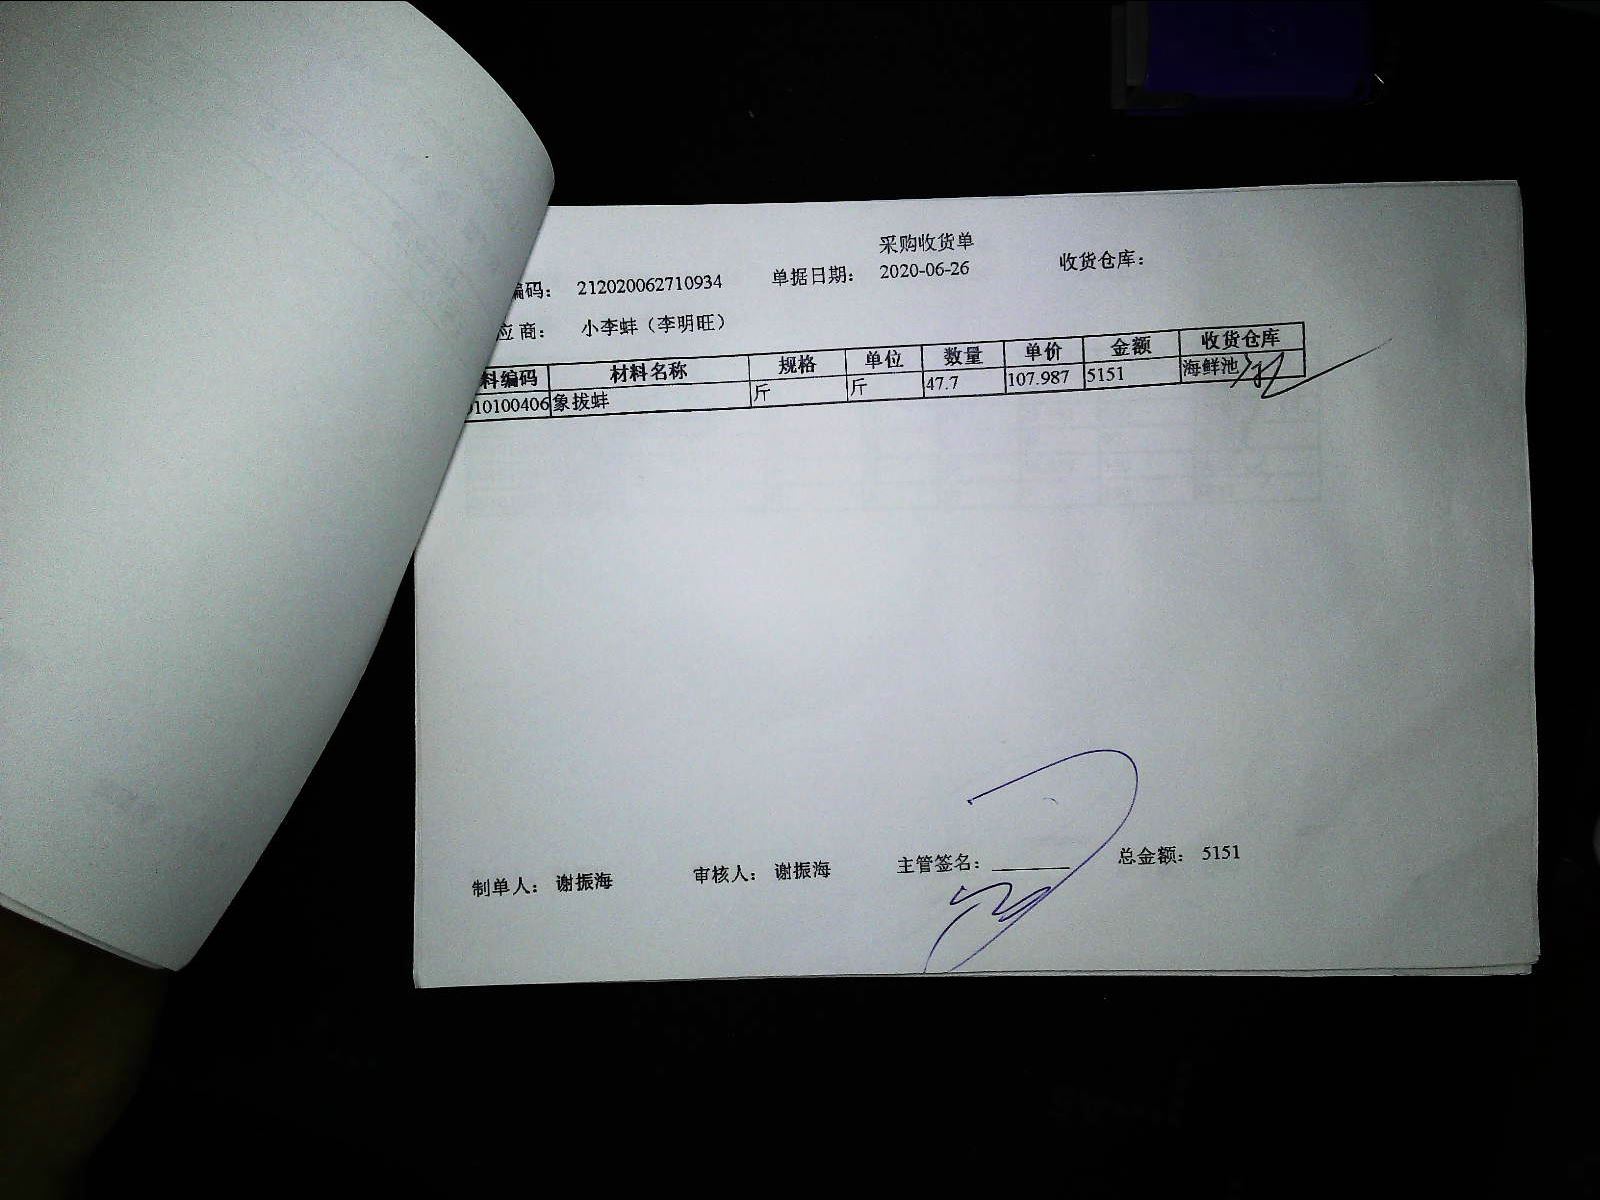 采购收货单
编码： 212020062710934 单据日期： 2020-06-26 收货仓库：
应商： 小李蚌（李明旺）
料编码 材料名称 规格 单位 数量 单价 金额 收货仓库
10100406 象拔蚌 斤 斤 47.7 107.987 5151 海鲜池
制单人： 谢振海 审核人： 谢振海 主管签名： 总金额： 5151